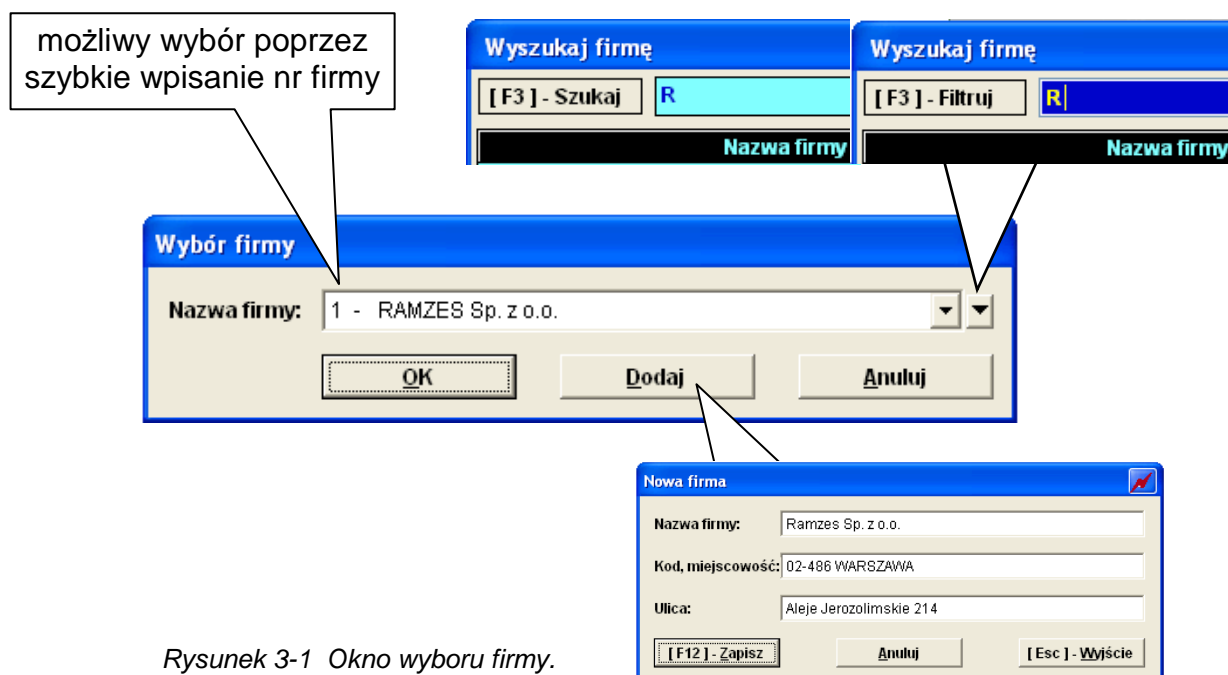 możliwy wybór poprzez
szybkie wpisanie nr firmy
Wyszukaj firmę
[ F3 ] - Szukaj R
Nazwa firmy
Wyszukaj firmę
[ F3 ] - Filtruj R
Nazwa firmy
Wybór firmy
Nazwa firmy: 1 - RAMZES Sp. z o.o.
OK Dodaj Anuluj
Nowa firma
Nazwa firmy: Ramzes Sp. z o.o.
Kod, miejscowość: 02-486 WARSZAWA
Ulica: Aleje Jerozolimskie 214
[ F12 ] - Zapisz Anuluj [ Esc ] - Wyjście
Rysunek 3-1 Okno wyboru firmy.